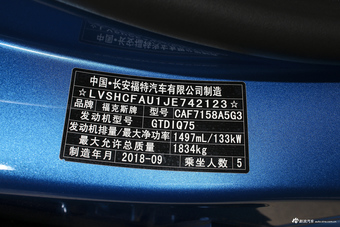 中国·长安福特汽车有限公司制造
☆LVSHCFAU1JE742123☆
品牌 福克斯牌 型号 CAF7158A5G3
发动机型号 GTDIQ75
发动机排量/最大净功率 1497mL/133kW
最大允许总质量 1834kg
制造年月 2018-09 乘坐人数 5